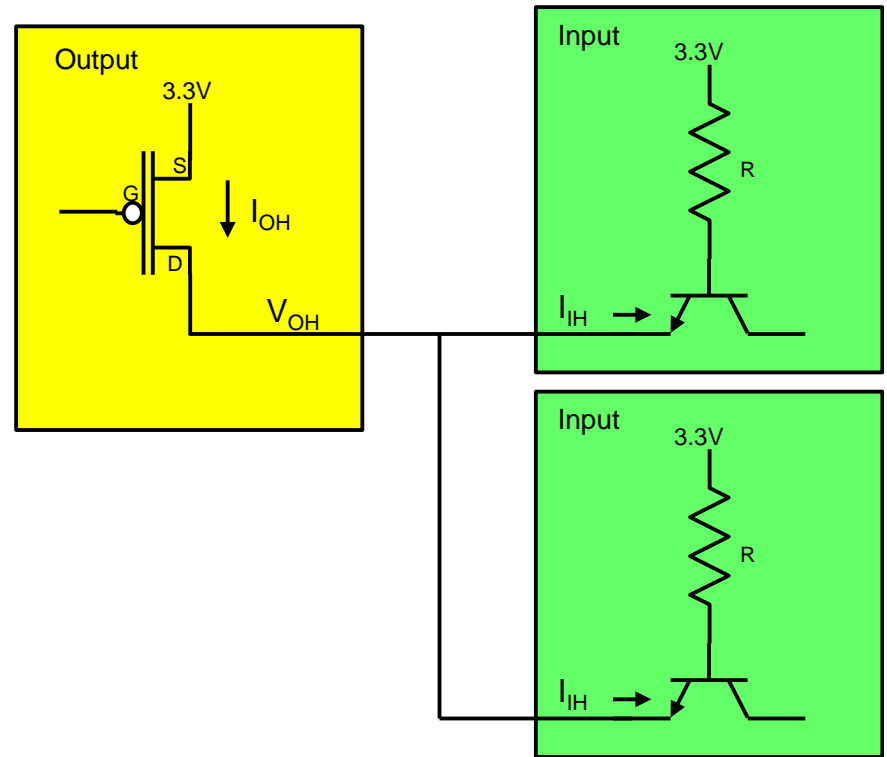 Output
3.3V
S
G
I_OH
D
V_OH
Input
3.3V
R
I_IH
Input
3.3V
R
I_IH